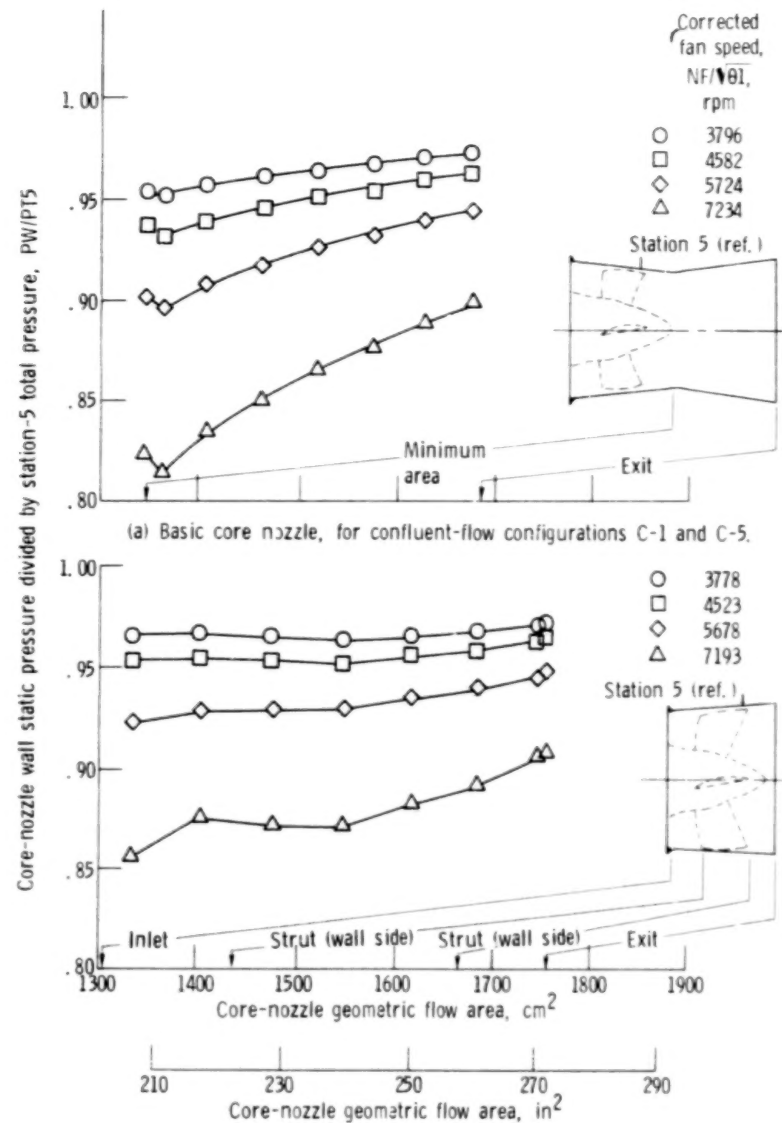 Corrected
fan speed,
NF/√θ1,
rpm
1.00
○ 3796
□ 4582
◇ 5724
△ 7234
.95
Station 5 (ref.)
.90
.85
Minimum
area
Exit
.80
(a) Basic core nozzle, for confluent-flow configurations C-1 and C-5.
Core-nozzle wall static pressure divided by station-5 total pressure, PW/PT5
1.00
○ 3778
□ 4523
◇ 5678
△ 7193
.95
Station 5 (ref.)
.90
.85
Inlet
Strut (wall side)
Strut (wall side)
Exit
.80
1300 1400 1500 1600 1700 1800 1900
Core-nozzle geometric flow area, cm²
210 230 250 270 290
Core-nozzle geometric flow area, in²